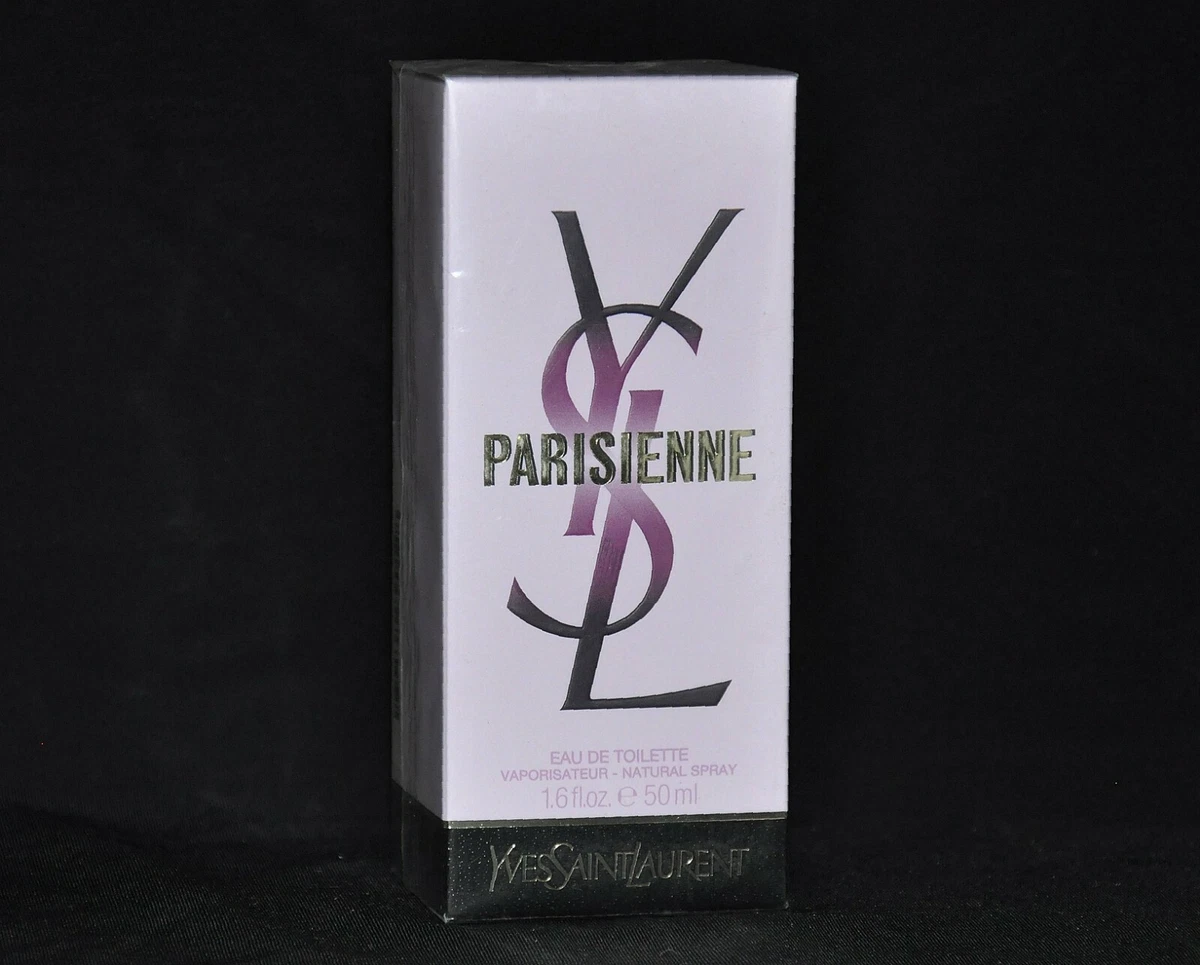 YSL
PARISIENNE
EAU DE TOILETTE
VAPORISATEUR - NATURAL SPRAY
1.6 fl.oz. ℮ 50 ml
YVESSAINTLAURENT